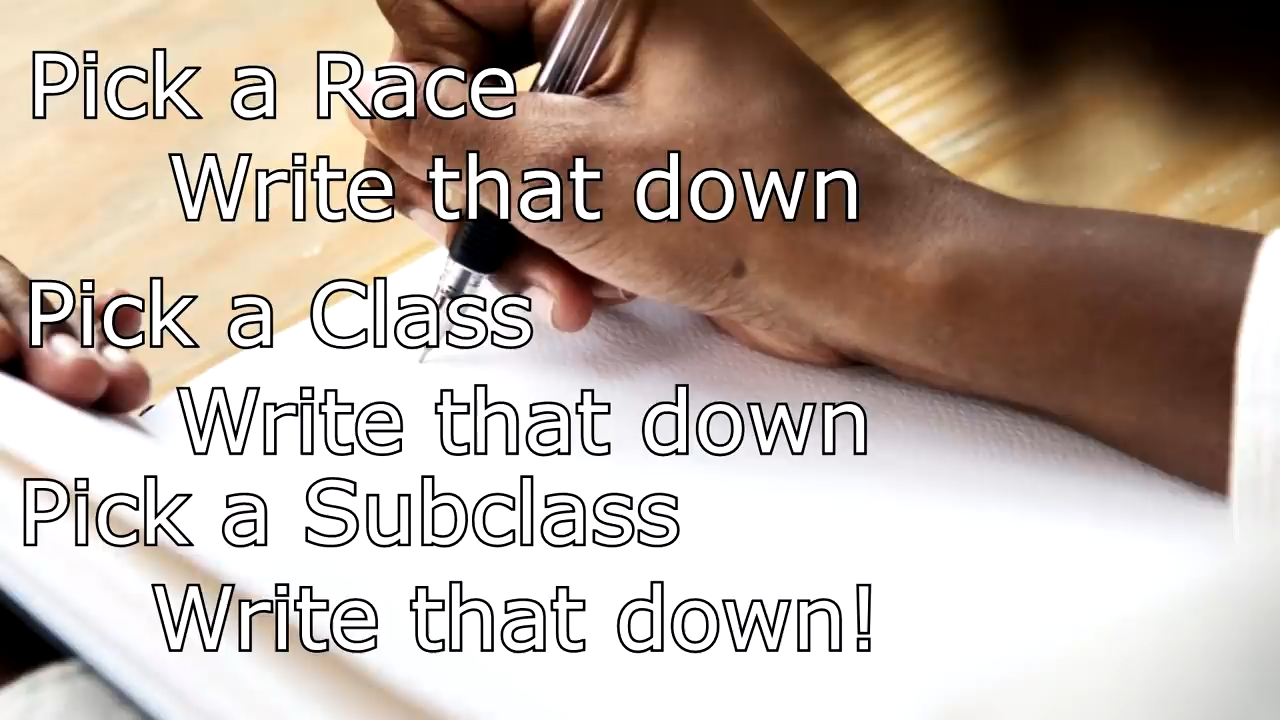 Pick a Race
Write that down
Pick a Class
Write that down
Pick a Subclass
Write that down!